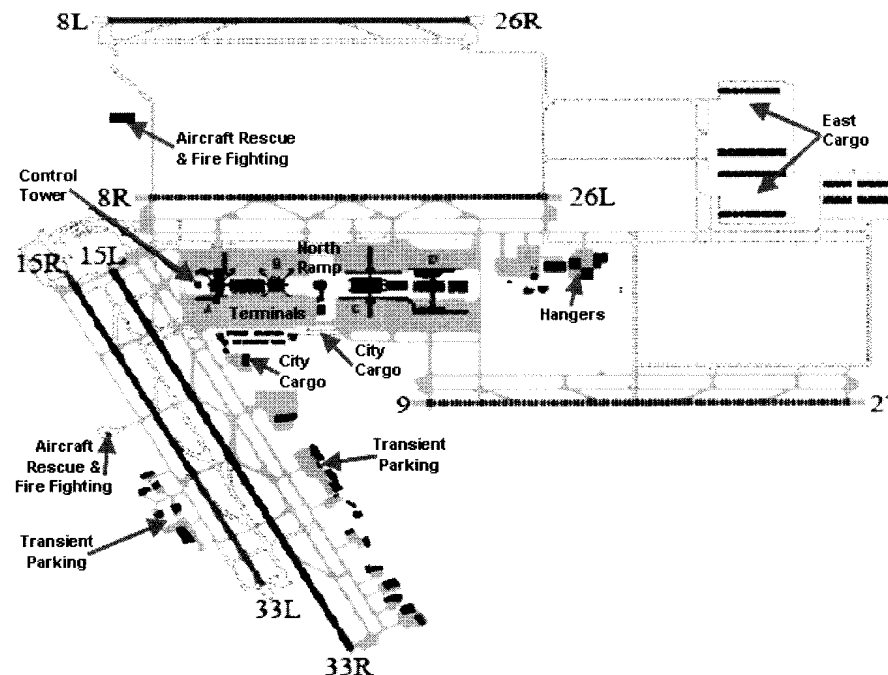 8L
26R
Aircraft Rescue
& Fire Fighting
East
Cargo
Control
Tower
8R
26L
15R
15L
North
Ramp
B
D
A
Terminals
C
Hangers
City
Cargo
City
Cargo
9
Aircraft
Rescue &
Fire Fighting
Transient
Parking
Transient
Parking
33L
33R